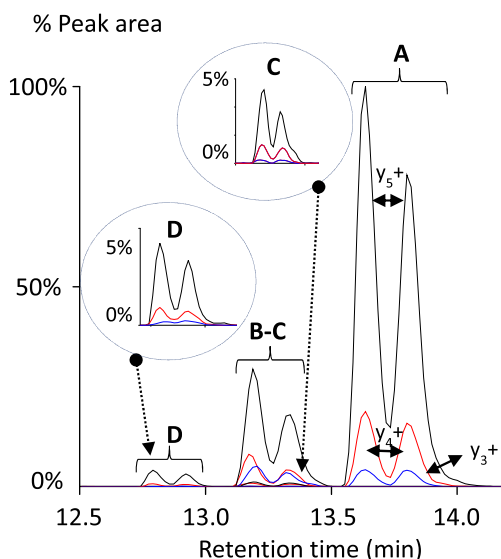 % Peak area
A
C
5%
0%
100%
y5+
D
5%
0%
50%
B-C
y4+
y3+
D
0%
12.5 13.0 13.5 14.0
Retention time (min)